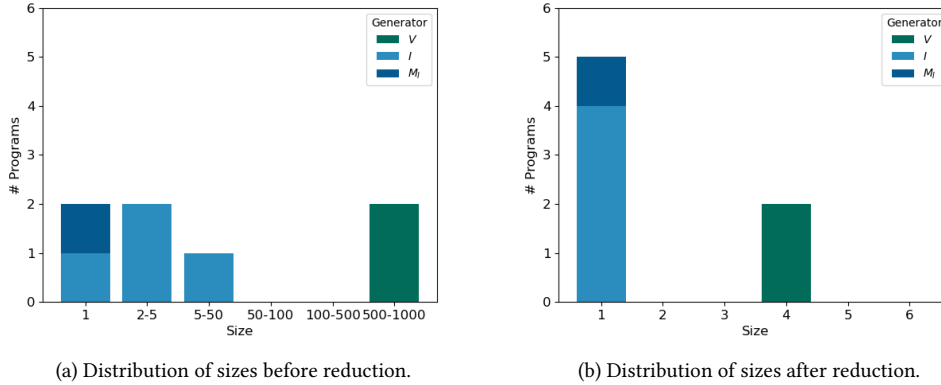 6
5
4
3
2
1
0
# Programs
Generator
V
I
M_I
1 2-5 5-50 50-100 100-500 500-1000
Size
(a) Distribution of sizes before reduction.
6
5
4
3
2
1
0
# Programs
Generator
V
I
M_I
1 2 3 4 5 6
Size
(b) Distribution of sizes after reduction.